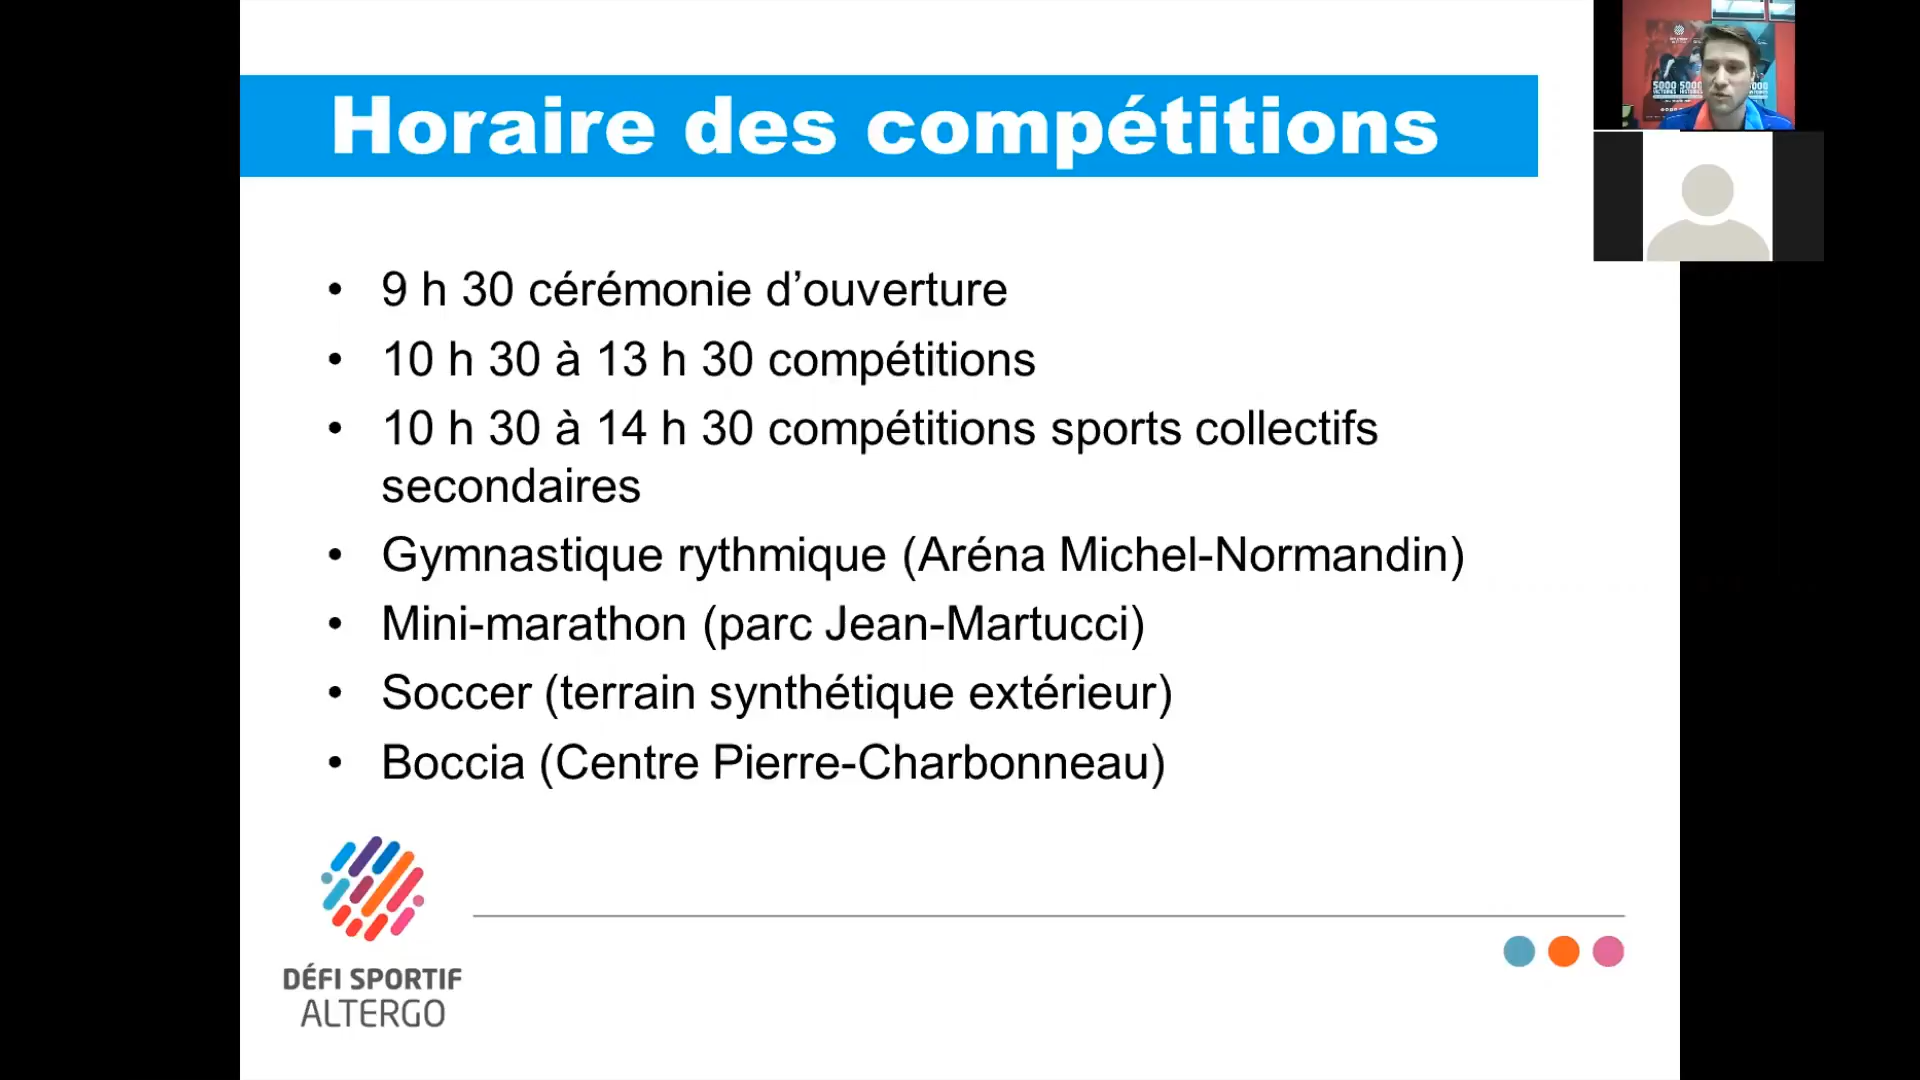 Horaire des compétitions
• 9 h 30 cérémonie d’ouverture
• 10 h 30 à 13 h 30 compétitions
• 10 h 30 à 14 h 30 compétitions sports collectifs
secondaires
• Gymnastique rythmique (Aréna Michel-Normandin)
• Mini-marathon (parc Jean-Martucci)
• Soccer (terrain synthétique extérieur)
• Boccia (Centre Pierre-Charbonneau)
DÉFI SPORTIF
ALTERGO
5000 5000